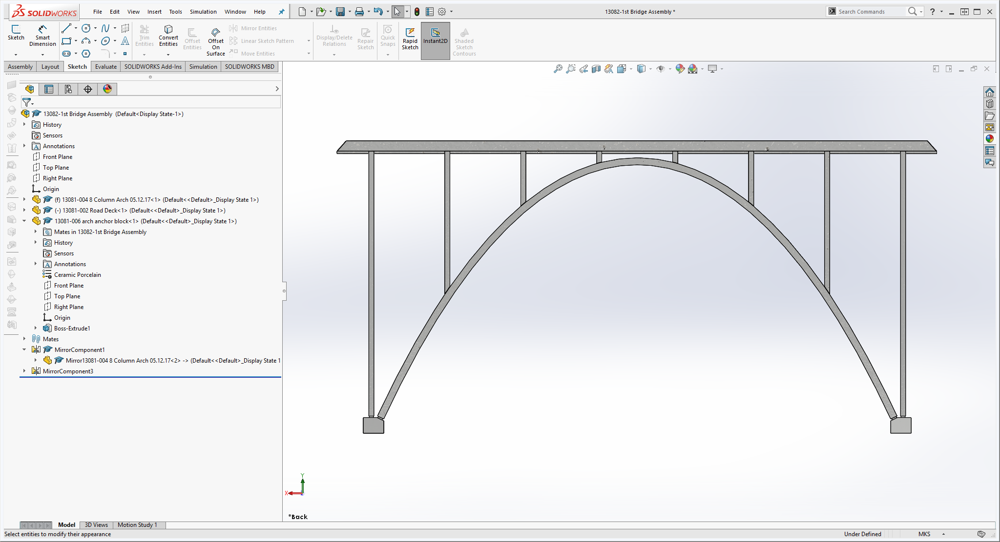 SOLIDWORKS File Edit View Insert Tools Simulation Window Help 13082-1st Bridge Assembly * Search Commands ?
Sketch Smart Dimension Trim Entities Convert Entities Offset Entities Offset On Surface Mirror Entities Linear Sketch Pattern Move Entities Display/Delete Relations Repair Sketch Quick Snaps Rapid Sketch Instant2D Shaded Sketch Contours
Assembly Layout Sketch Evaluate SOLIDWORKS Add-Ins Simulation SOLIDWORKS MBD
13082-1st Bridge Assembly (Default<Display State-1>)
History
Sensors
Annotations
Front Plane
Top Plane
Right Plane
Origin
(f) 13081-004 8 Column Arch 05.12.17<1> (Default<<Default>_Display State 1>)
(-) 13081-002 Road Deck<1> (Default<<Default>_Display State 1>)
13081-006 arch anchor block<1> (Default<<Default>_Display State 1>)
Mates in 13082-1st Bridge Assembly
History
Sensors
Annotations
Ceramic Porcelain
Front Plane
Top Plane
Right Plane
Origin
Boss-Extrude1
Mates
MirrorComponent1
Mirror13081-004 8 Column Arch 05.12.17<2> -> (Default<<Default>_Display State 1
MirrorComponent3
Y
X
*Back
Model 3D Views Motion Study 1
Select entities to modify their appearance Under Defined MKS